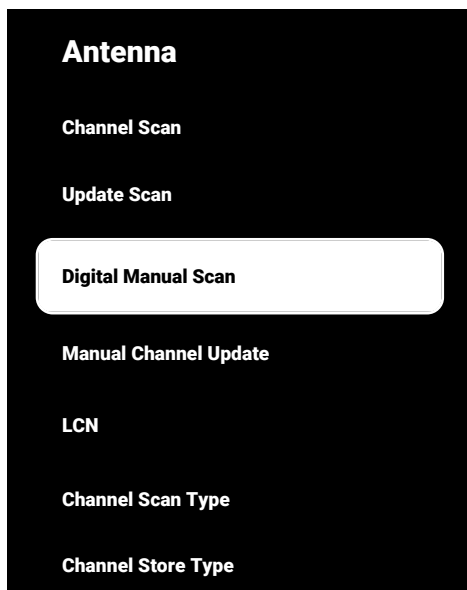 Antenna
Channel Scan
Update Scan
Digital Manual Scan
Manual Channel Update
LCN
Channel Scan Type
Channel Store Type